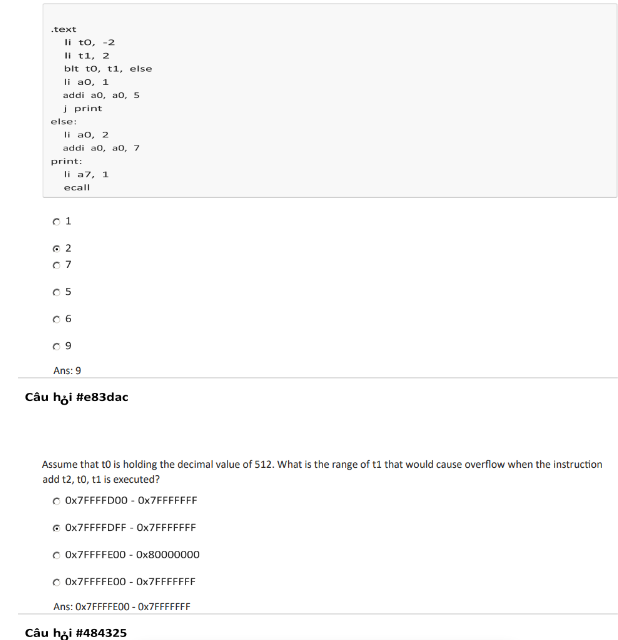 .text
li t0, -2
li t1, 2
blt t0, t1, else
li a0, 1
addi a0, a0, 5
j print
else:
li a0, 2
addi a0, a0, 7
print:
li a7, 1
ecall
1
2
7
5
6
9
Ans: 9
Câu hỏi #e83dac
Assume that t0 is holding the decimal value of 512. What is the range of t1 that would cause overflow when the instruction
add t2, t0, t1 is executed?
0x7FFFFD00 - 0x7FFFFFFF
0x7FFFFDFF - 0x7FFFFFFF
0x7FFFFE00 - 0x80000000
0x7FFFFE00 - 0x7FFFFFFF
Ans: 0x7FFFFE00 - 0x7FFFFFFF
Câu hỏi #484325